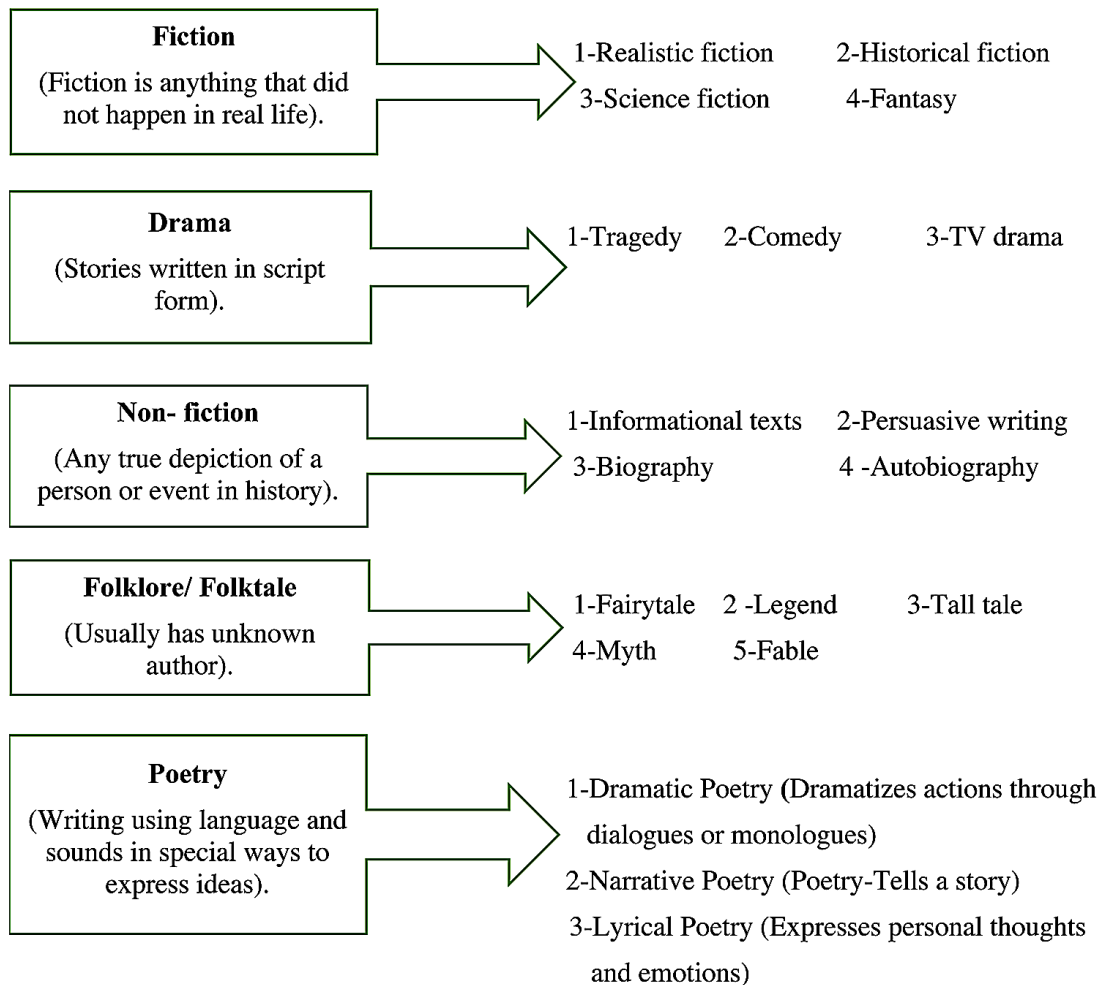 Fiction
(Fiction is anything that did
not happen in real life).
1-Realistic fiction 2-Historical fiction
3-Science fiction 4-Fantasy
Drama
(Stories written in script
form).
1-Tragedy 2-Comedy 3-TV drama
Non- fiction
(Any true depiction of a
person or event in history).
1-Informational texts 2-Persuasive writing
3-Biography 4 -Autobiography
Folklore/ Folktale
(Usually has unknown
author).
1-Fairytale 2 -Legend 3-Tall tale
4-Myth 5-Fable
Poetry
(Writing using language and
sounds in special ways to
express ideas).
1-Dramatic Poetry (Dramatizes actions through
dialogues or monologues)
2-Narrative Poetry (Poetry-Tells a story)
3-Lyrical Poetry (Expresses personal thoughts
and emotions)